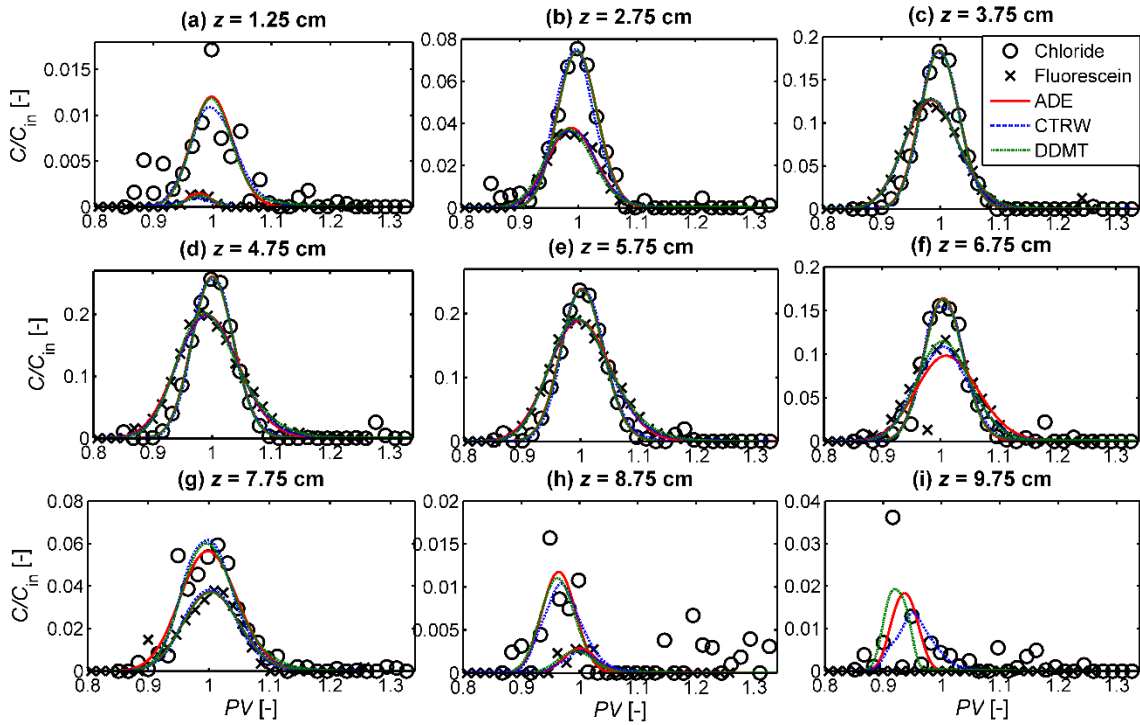 (a) z = 1.25 cm
(b) z = 2.75 cm
(c) z = 3.75 cm
C/Cin [-]
0.015
0.01
0.005
0
0.8 0.9 1 1.1 1.2 1.3
0.08
0.06
0.04
0.02
0
0.8 0.9 1 1.1 1.2 1.3
0.2
0.15
0.1
0.05
0
0.8 0.9 1 1.1 1.2 1.3
Chloride
Fluorescein
ADE
CTRW
DDMT
(d) z = 4.75 cm
(e) z = 5.75 cm
(f) z = 6.75 cm
C/Cin [-]
0.2
0.1
0
0.8 0.9 1 1.1 1.2 1.3
0.2
0.1
0
0.8 0.9 1 1.1 1.2 1.3
0.2
0.15
0.1
0.05
0
0.8 0.9 1 1.1 1.2 1.3
(g) z = 7.75 cm
(h) z = 8.75 cm
(i) z = 9.75 cm
C/Cin [-]
0.08
0.06
0.04
0.02
0
0.8 0.9 1 1.1 1.2 1.3
PV [-]
0.02
0.015
0.01
0.005
0
0.8 0.9 1 1.1 1.2 1.3
PV [-]
0.04
0.03
0.02
0.01
0
0.8 0.9 1 1.1 1.2 1.3
PV [-]